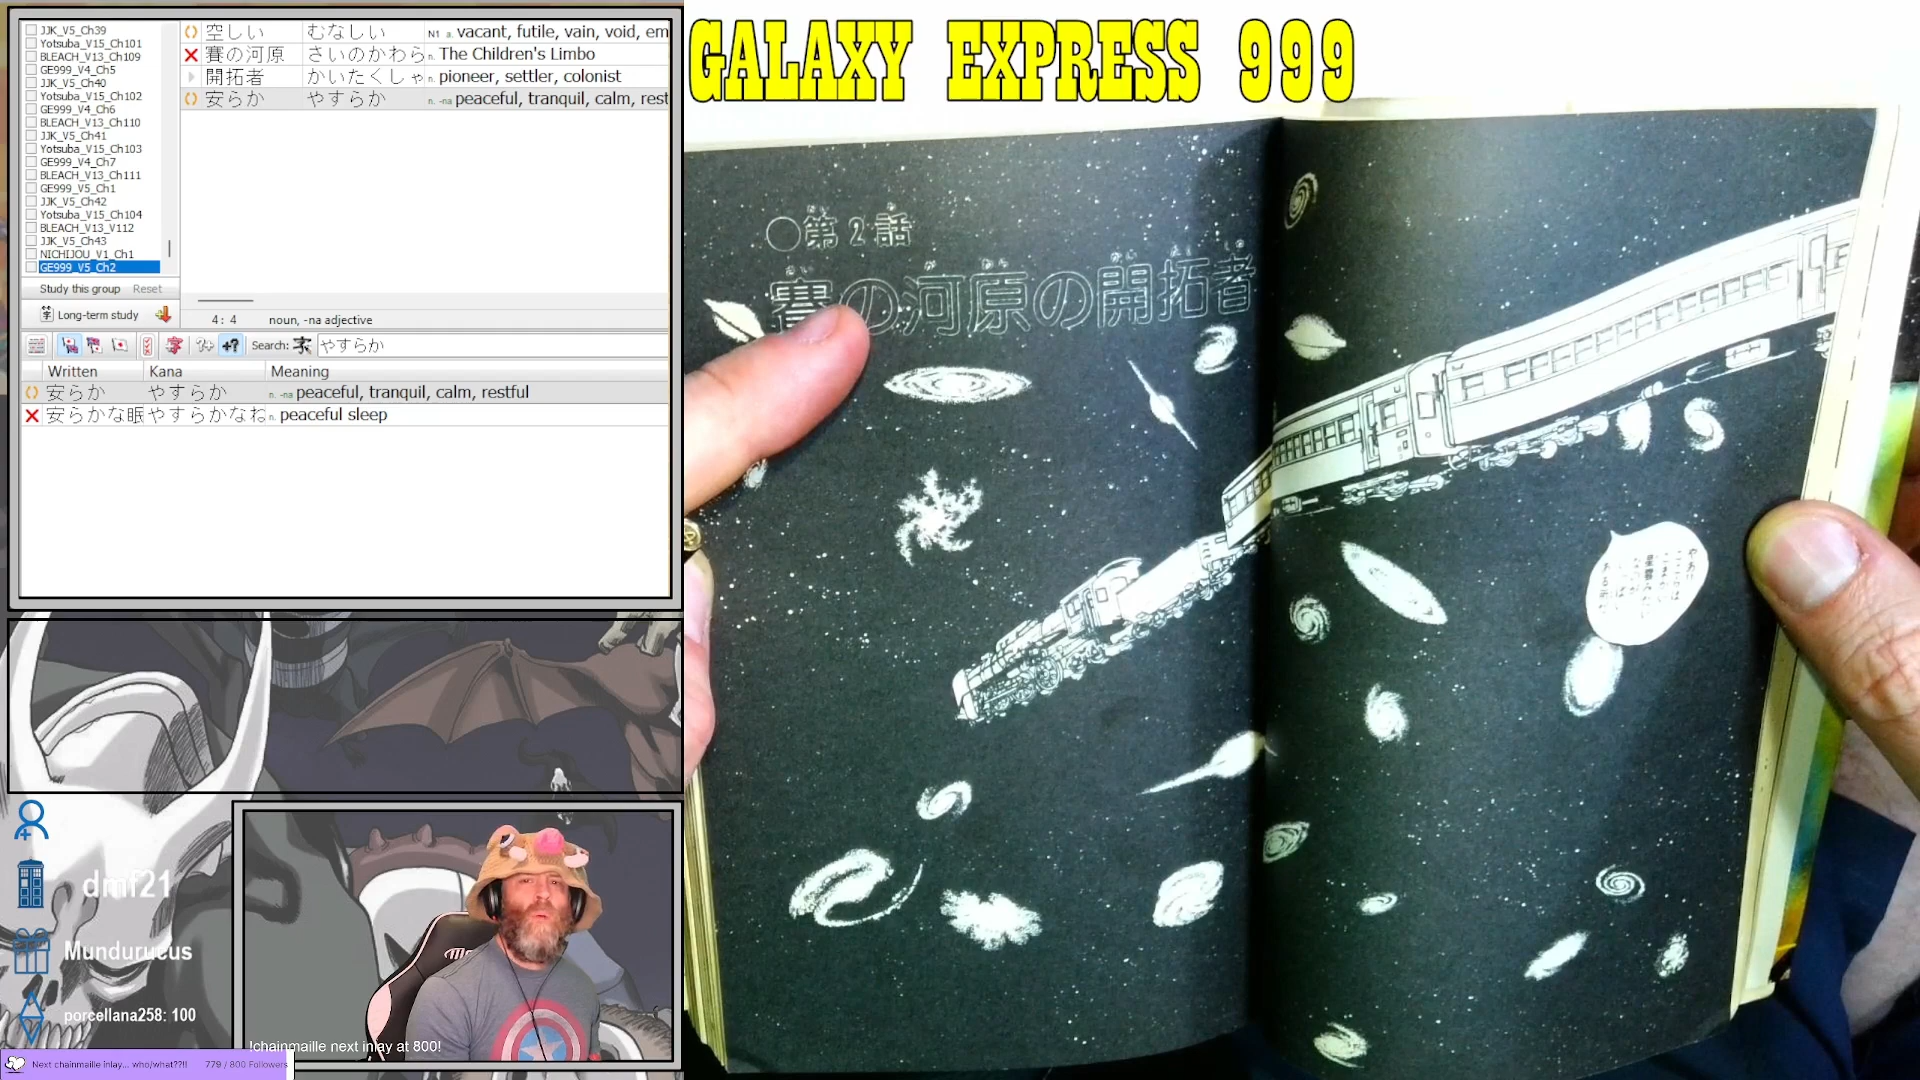 JJK_V5_Ch39
Yotsuba_V15_Ch101
BLEACH_V13_Ch109
GE999_V4_Ch5
JJK_V5_Ch40
Yotsuba_V15_Ch102
GE999_V4_Ch6
BLEACH_V13_Ch110
JJK_V5_Ch41
Yotsuba_V15_Ch103
GE999_V4_Ch7
BLEACH_V13_Ch111
GE999_V5_Ch1
JJK_V5_Ch42
Yotsuba_V15_Ch104
BLEACH_V13_V112
JJK_V5_Ch43
NICHIJOU_V1_Ch1
GE999_V5_Ch2
Study this group Reset
Long-term study
空しい むなしい N1 a. vacant, futile, vain, void, em
賽の河原 さいのかわら n. The Children's Limbo
開拓者 かいたくしゃ n. pioneer, settler, colonist
安らか やすらか n. -na peaceful, tranquil, calm, rest
4: 4 noun, -na adjective
Search: やすらか
Written Kana Meaning
安らか やすらか n. -na peaceful, tranquil, calm, restful
安らかな眠 やすらかなね n. peaceful sleep
GALAXY EXPRESS 999
●第2話
賽の河原の開拓者
dmf21
Mundurucus
porcellana258: 100
!chainmaille next inlay at 800!
Next chainmaille inlay... who/what??!! 779 / 800 Followers